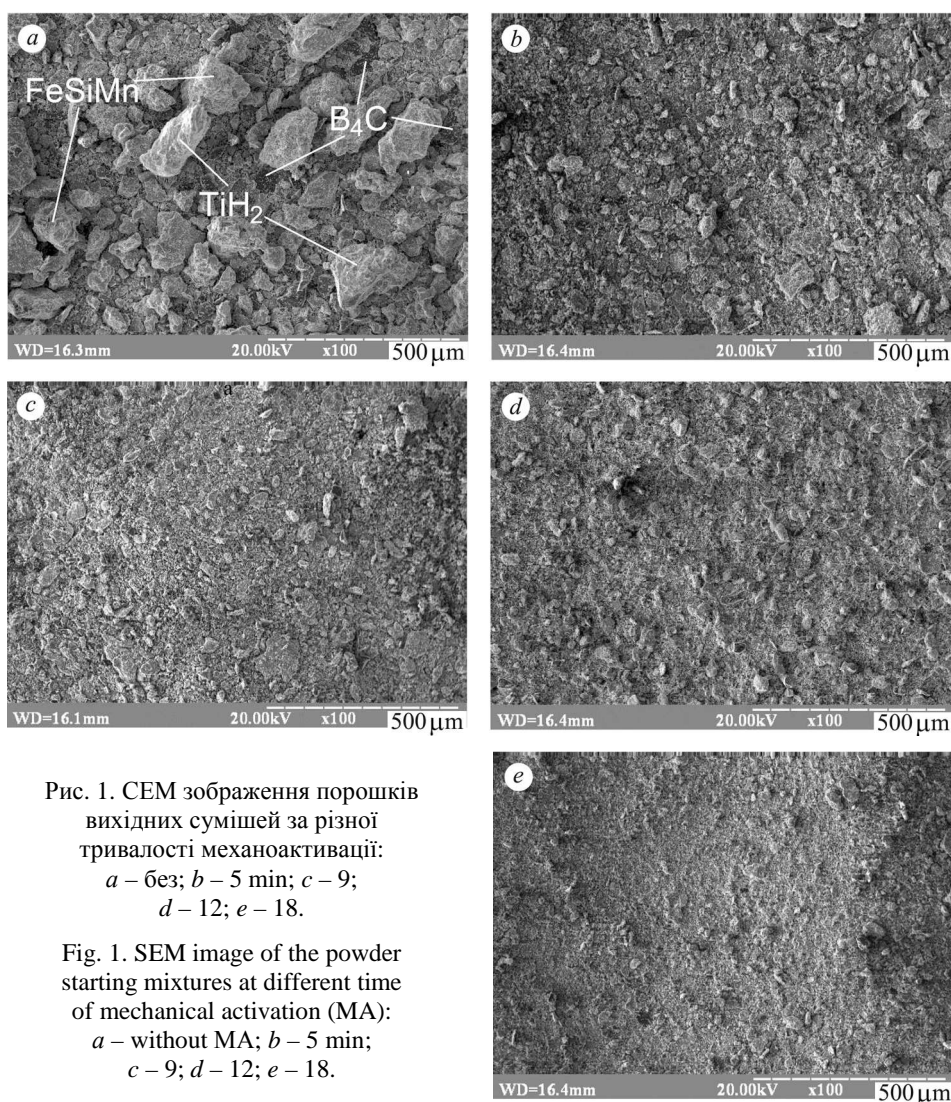 a
FeSiMn
B₄C
TiH₂
WD=16.3mm 20.00kV x100 500 µm
b
WD=16.4mm 20.00kV x100 500 µm
c
a
WD=16.1mm 20.00kV x100 500 µm
d
WD=16.4mm 20.00kV x100 500 µm
Рис. 1. СЕМ зображення порошків
вихідних сумішей за різної
тривалості механоактивації:
a – без; b – 5 min; c – 9;
d – 12; e – 18.
Fig. 1. SEM image of the powder
starting mixtures at different time
of mechanical activation (MA):
a – without MA; b – 5 min;
c – 9; d – 12; e – 18.
e
WD=16.4mm 20.00kV x100 500 µm